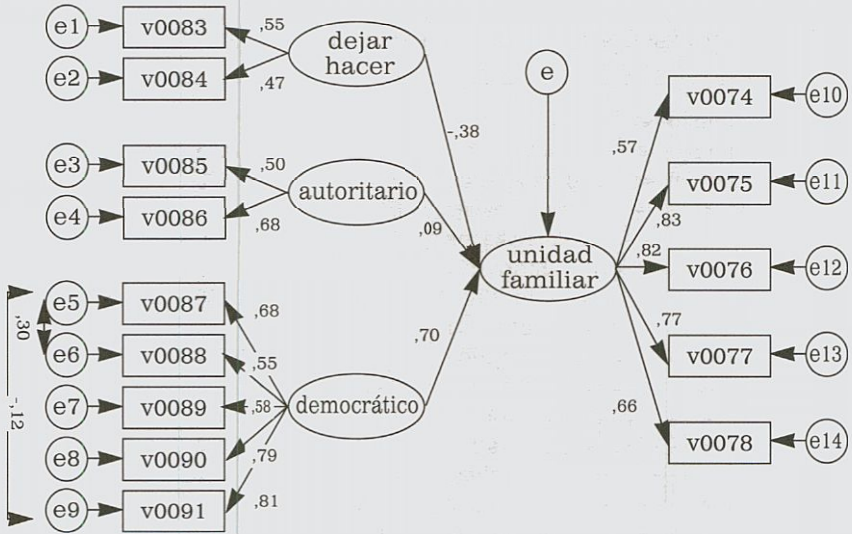 e1
v0083
,55
dejar
hacer
e2
v0084
,47
-,38
e
e3
v0085
,50
autoritario
e4
v0086
,68
,09
e5
v0087
,68
e6
v0088
,55
,30
e7
v0089
,58
democrático
,70
e8
v0090
,79
-,12
e9
v0091
,81
unidad
familiar
,57
v0074
e10
,83
v0075
e11
,82
v0076
e12
,77
v0077
e13
,66
v0078
e14